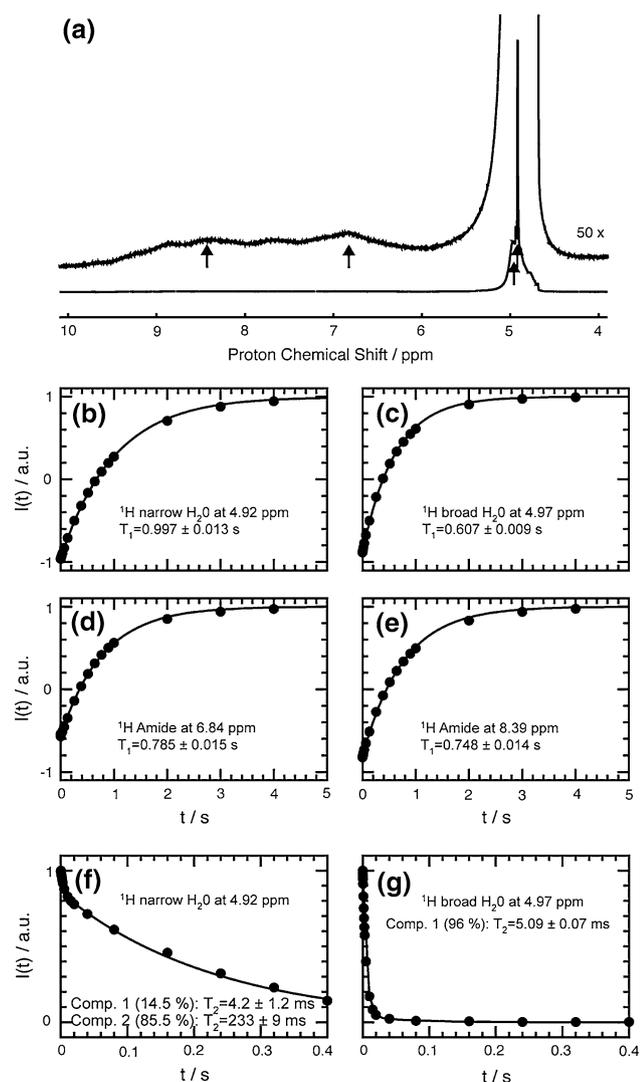 (a)
50 x
10 9 8 7 6 5 4
Proton Chemical Shift / ppm
(b)
I(t) / a.u.
1
0
-1
¹H narrow H₂0 at 4.92 ppm
T₁=0.997 ± 0.013 s
(c)
¹H broad H₂0 at 4.97 ppm
T₁=0.607 ± 0.009 s
(d)
I(t) / a.u.
1
0
-1
¹H Amide at 6.84 ppm
T₁=0.785 ± 0.015 s
0 1 2 3 4 5
t / s
(e)
¹H Amide at 8.39 ppm
T₁=0.748 ± 0.014 s
0 1 2 3 4 5
t / s
(f)
I(t) / a.u.
1
0
¹H narrow H₂0 at 4.92 ppm
Comp. 1 (14.5 %): T₂=4.2 ± 1.2 ms
Comp. 2 (85.5 %): T₂=233 ± 9 ms
0 0.1 0.2 0.3 0.4
t / s
(g)
¹H broad H₂0 at 4.97 ppm
Comp. 1 (96 %): T₂=5.09 ± 0.07 ms
0 0.1 0.2 0.3 0.4
t / s